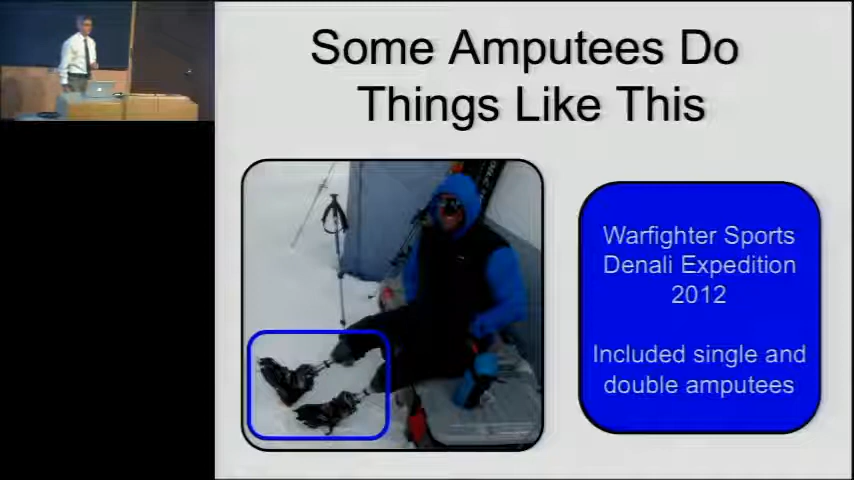 Some Amputees Do
Things Like This
Warfighter Sports
Denali Expedition
2012
Included single and
double amputees